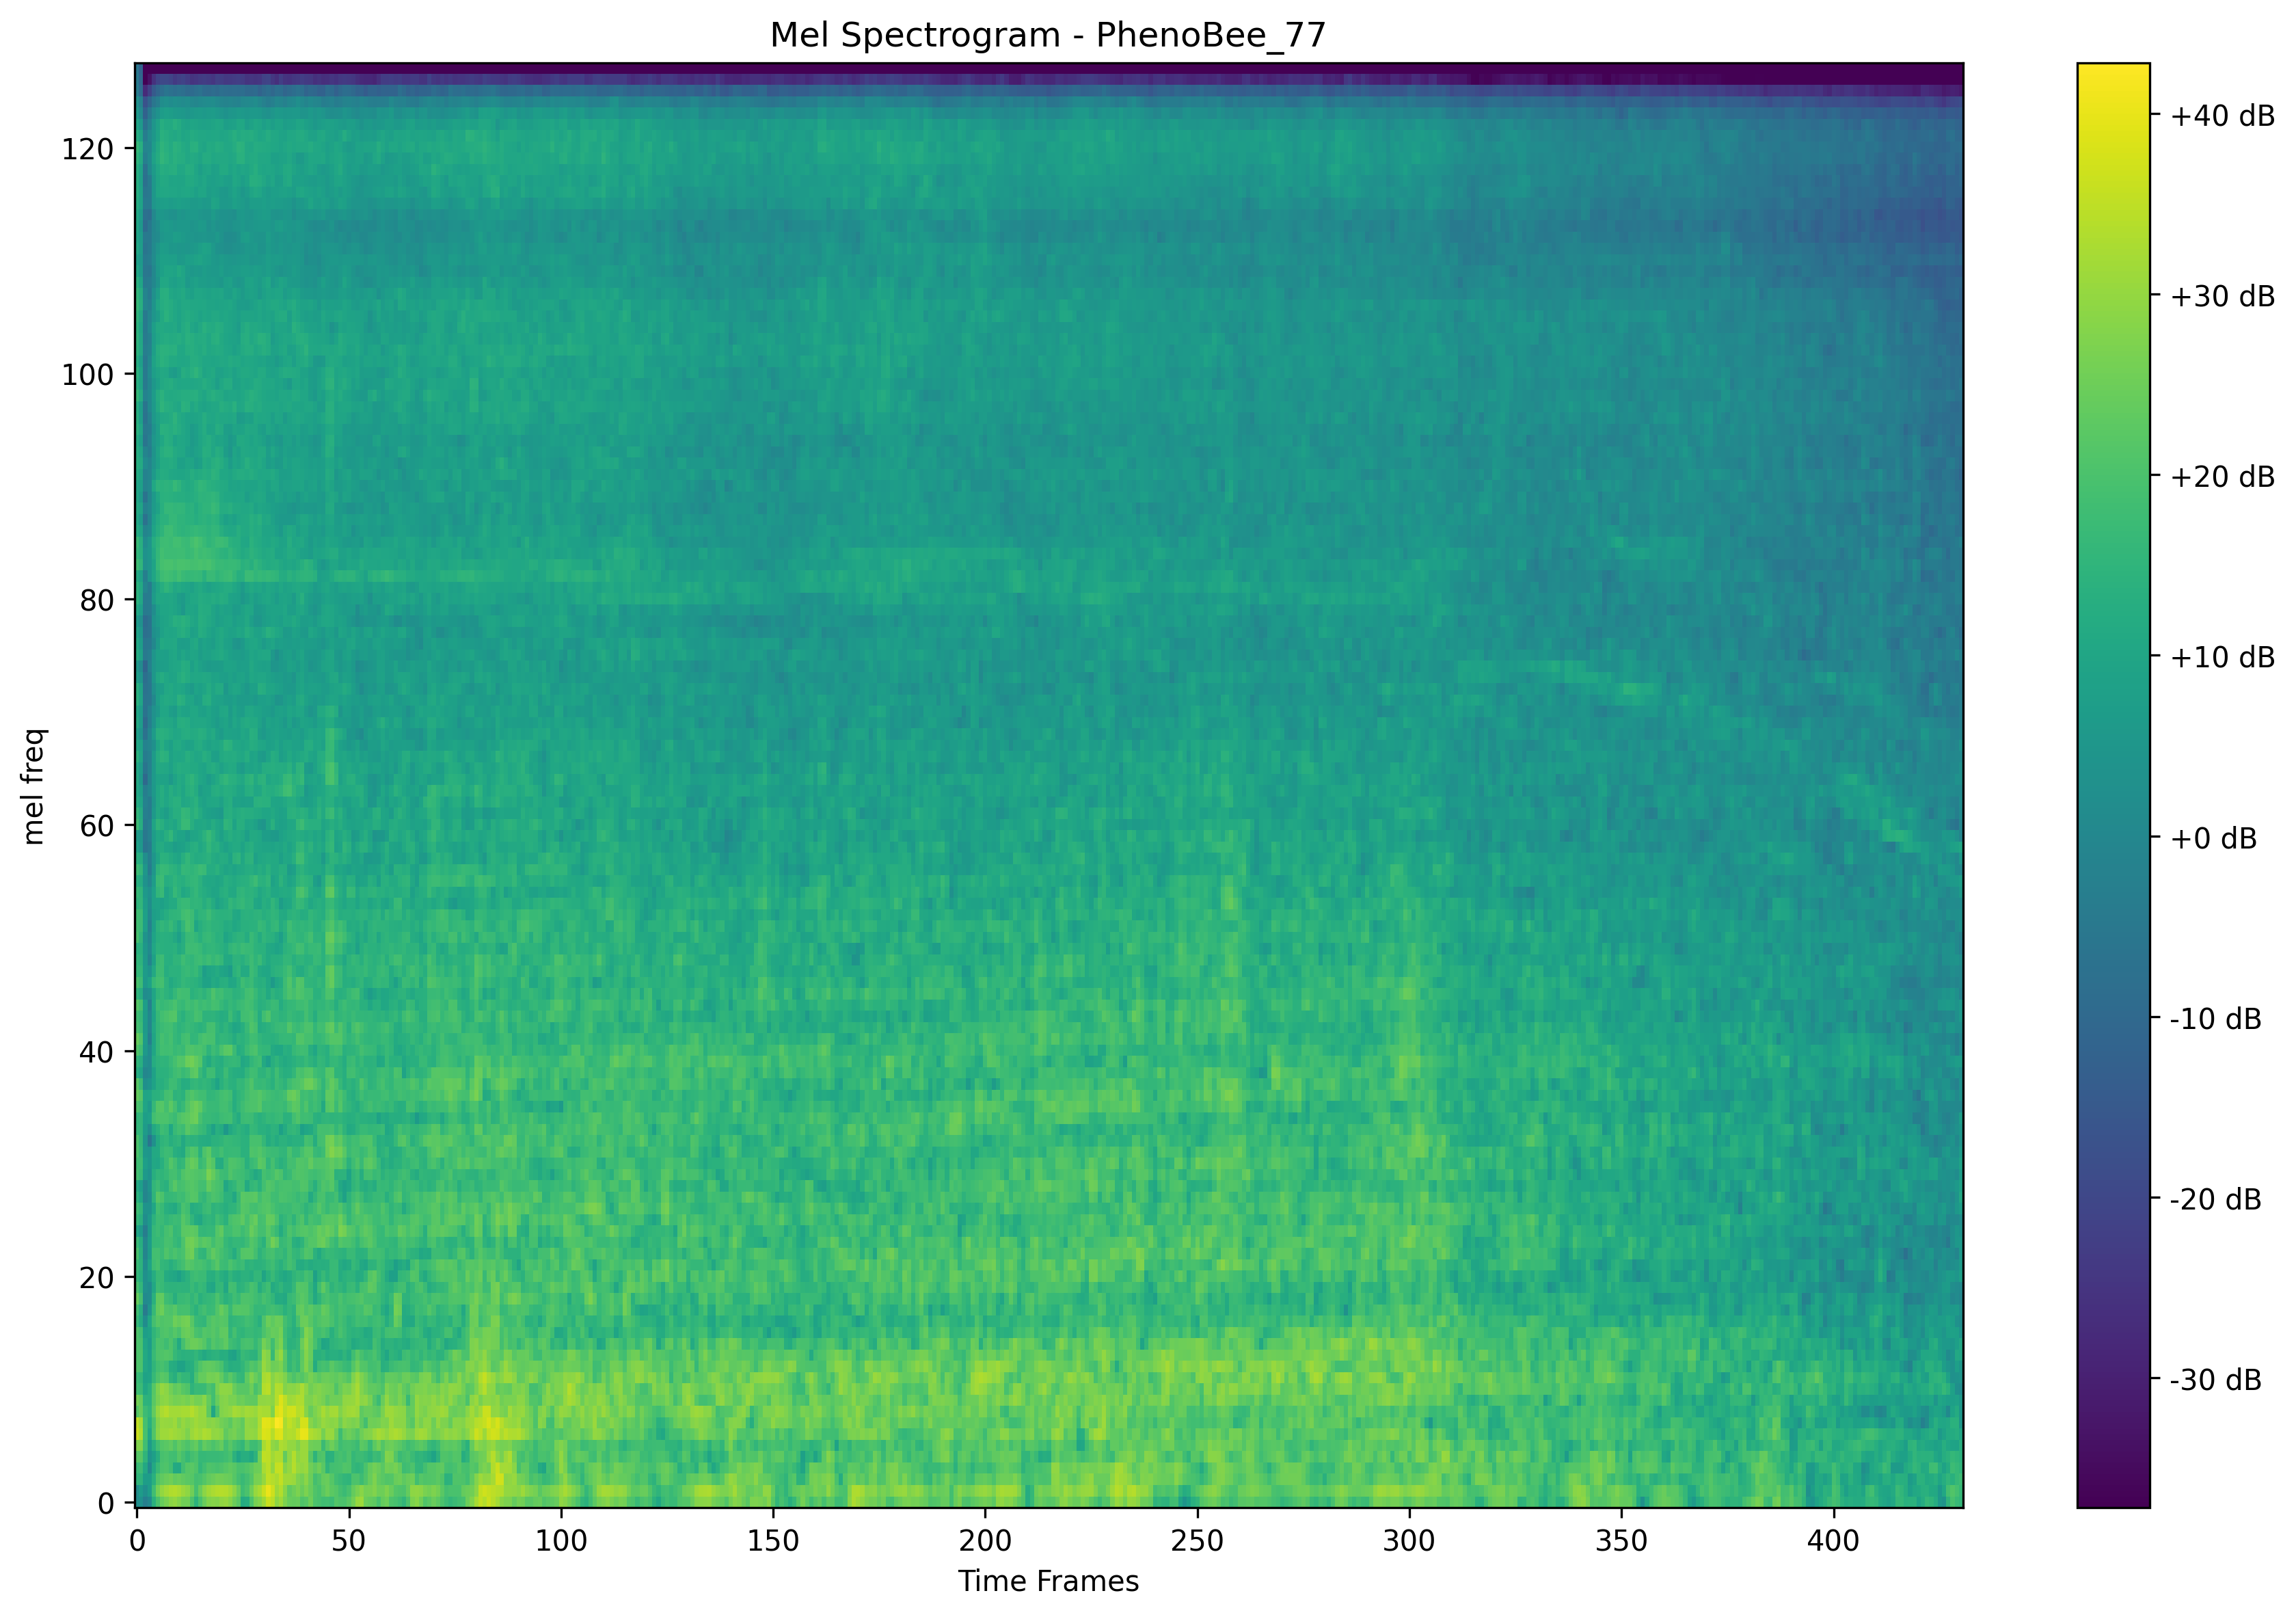 Mel Spectrogram - PhenoBee_77
mel freq
120
100
80
60
40
20
0
0 50 100 150 200 250 300 350 400
Time Frames
+40 dB
+30 dB
+20 dB
+10 dB
+0 dB
-10 dB
-20 dB
-30 dB